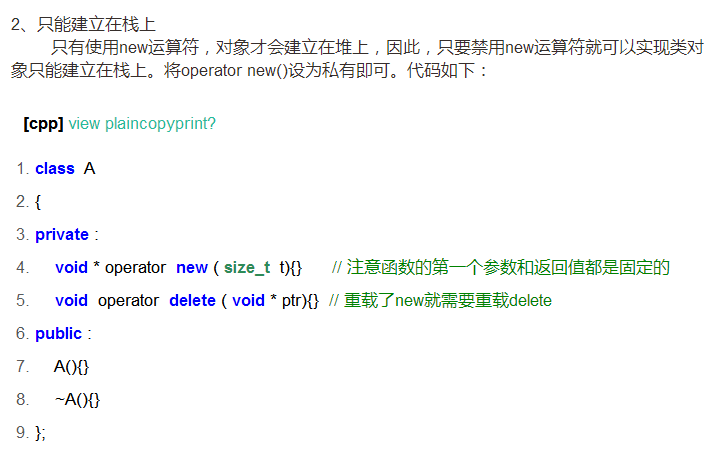 2、只能建立在栈上
只有使用new运算符，对象才会建立在堆上，因此，只要禁用new运算符就可以实现类对
象只能建立在栈上。将operator new()设为私有即可。代码如下：
[cpp] view plaincopyprint?
1. class  A
2. {
3. private :
4.     void * operator  new ( size_t  t){}     // 注意函数的第一个参数和返回值都是固定的
5.     void  operator  delete ( void * ptr){}  // 重载了new就需要重载delete
6. public :
7.     A(){}
8.     ~A(){}
9. };